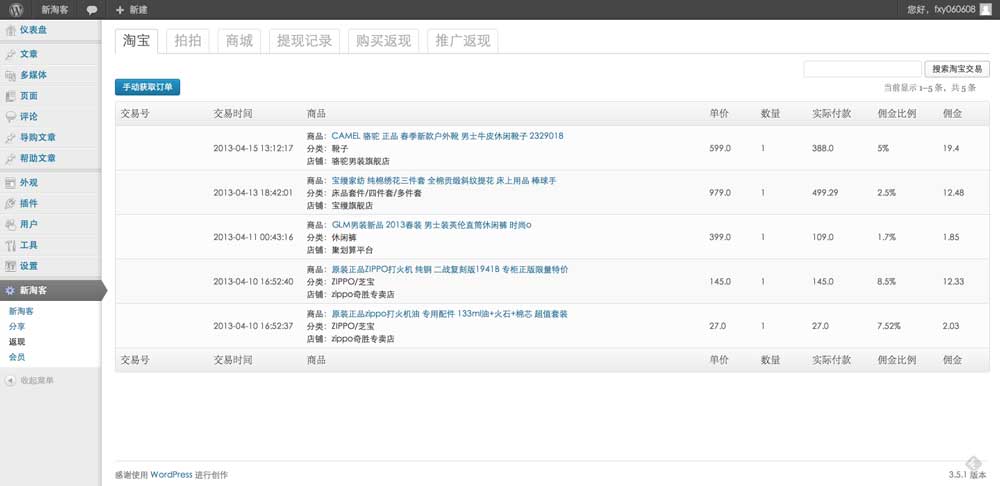 新淘客 新建 您好，fxy060608
仪表盘
文章
多媒体
页面
评论
导购文章
帮助文章
外观
插件
用户
工具
设置
新淘客
新淘客
分享
返现
会员
收起菜单
淘宝 拍拍 商城 提现记录 购买返现 推广返现
搜索淘宝交易
手动获取订单 当前显示 1–5 条，共 5 条
交易号 交易时间 商品 单价 数量 实际付款 佣金比例 佣金
商品：CAMEL 骆驼 正品 春季新款户外靴 男士牛皮休闲靴子 2329018
2013-04-15 13:12:17 分类：靴子 599.0 1 388.0 5% 19.4
店铺：骆驼男装旗舰店
商品：宝缦家纺 纯棉绣花三件套 全棉贡缎斜纹提花 床上用品 棒球手
2013-04-13 18:42:01 分类：床品套件/四件套/多件套 979.0 1 499.29 2.5% 12.48
店铺：宝缦旗舰店
商品：GLM男装新品 2013春装 男士装英伦直筒休闲裤 时尚o
2013-04-11 00:43:16 分类：休闲裤 399.0 1 109.0 1.7% 1.85
店铺：集划算平台
商品：原装正品ZIPPO打火机 纯铜 二战复刻版19418 专柜正版限量特价
2013-04-10 16:52:40 分类：ZIPPO/芝宝 145.0 1 145.0 8.5% 12.33
店铺：zippo奇胜专卖店
商品：原装正品zippo打火机油 专用配件 133ml油+火石+棉芯 超值套装
2013-04-10 16:52:37 分类：ZIPPO/芝宝 27.0 1 27.0 7.52% 2.03
店铺：zippo奇胜专卖店
交易号 交易时间 商品 单价 数量 实际付款 佣金比例 佣金
感谢使用 WordPress 进行创作 3.5.1 版本